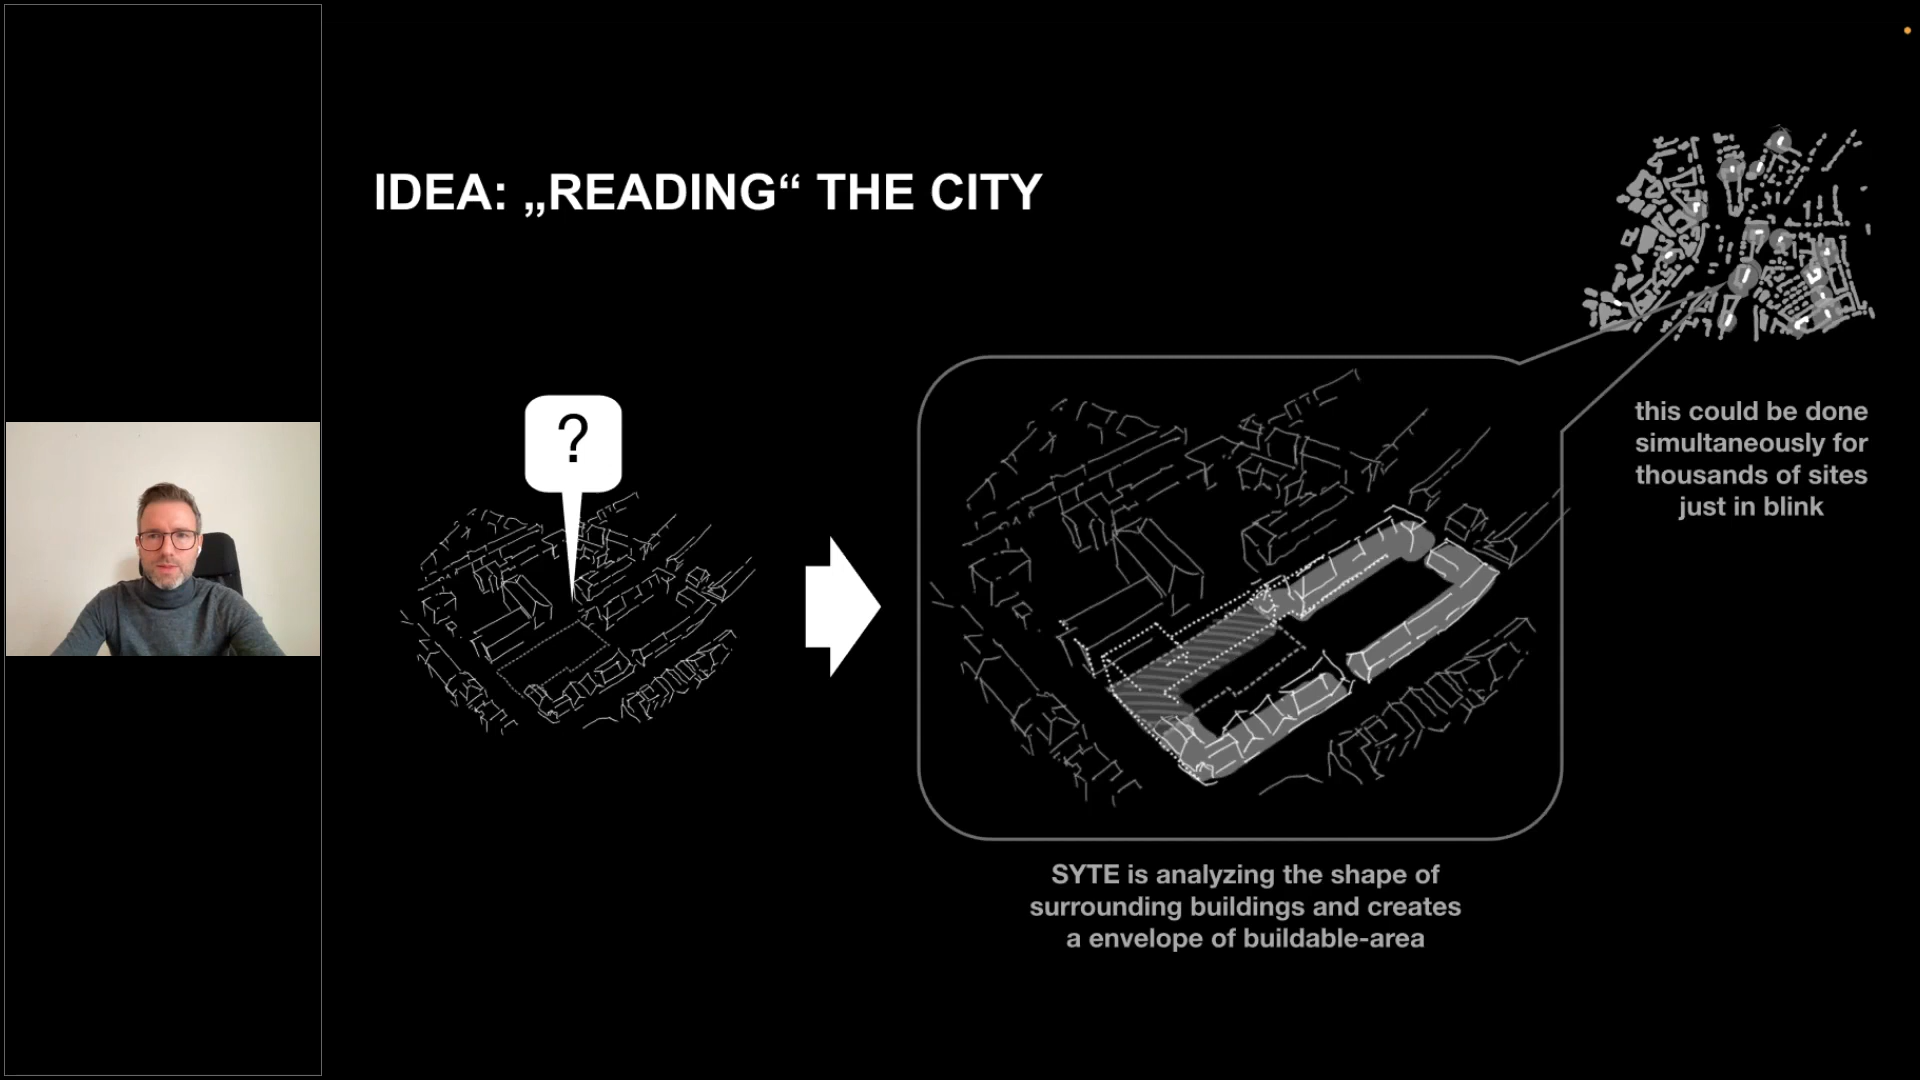 IDEA: „READING“ THE CITY
?
this could be done
simultaneously for
thousands of sites
just in blink
SYTE is analyzing the shape of
surrounding buildings and creates
a envelope of buildable-area